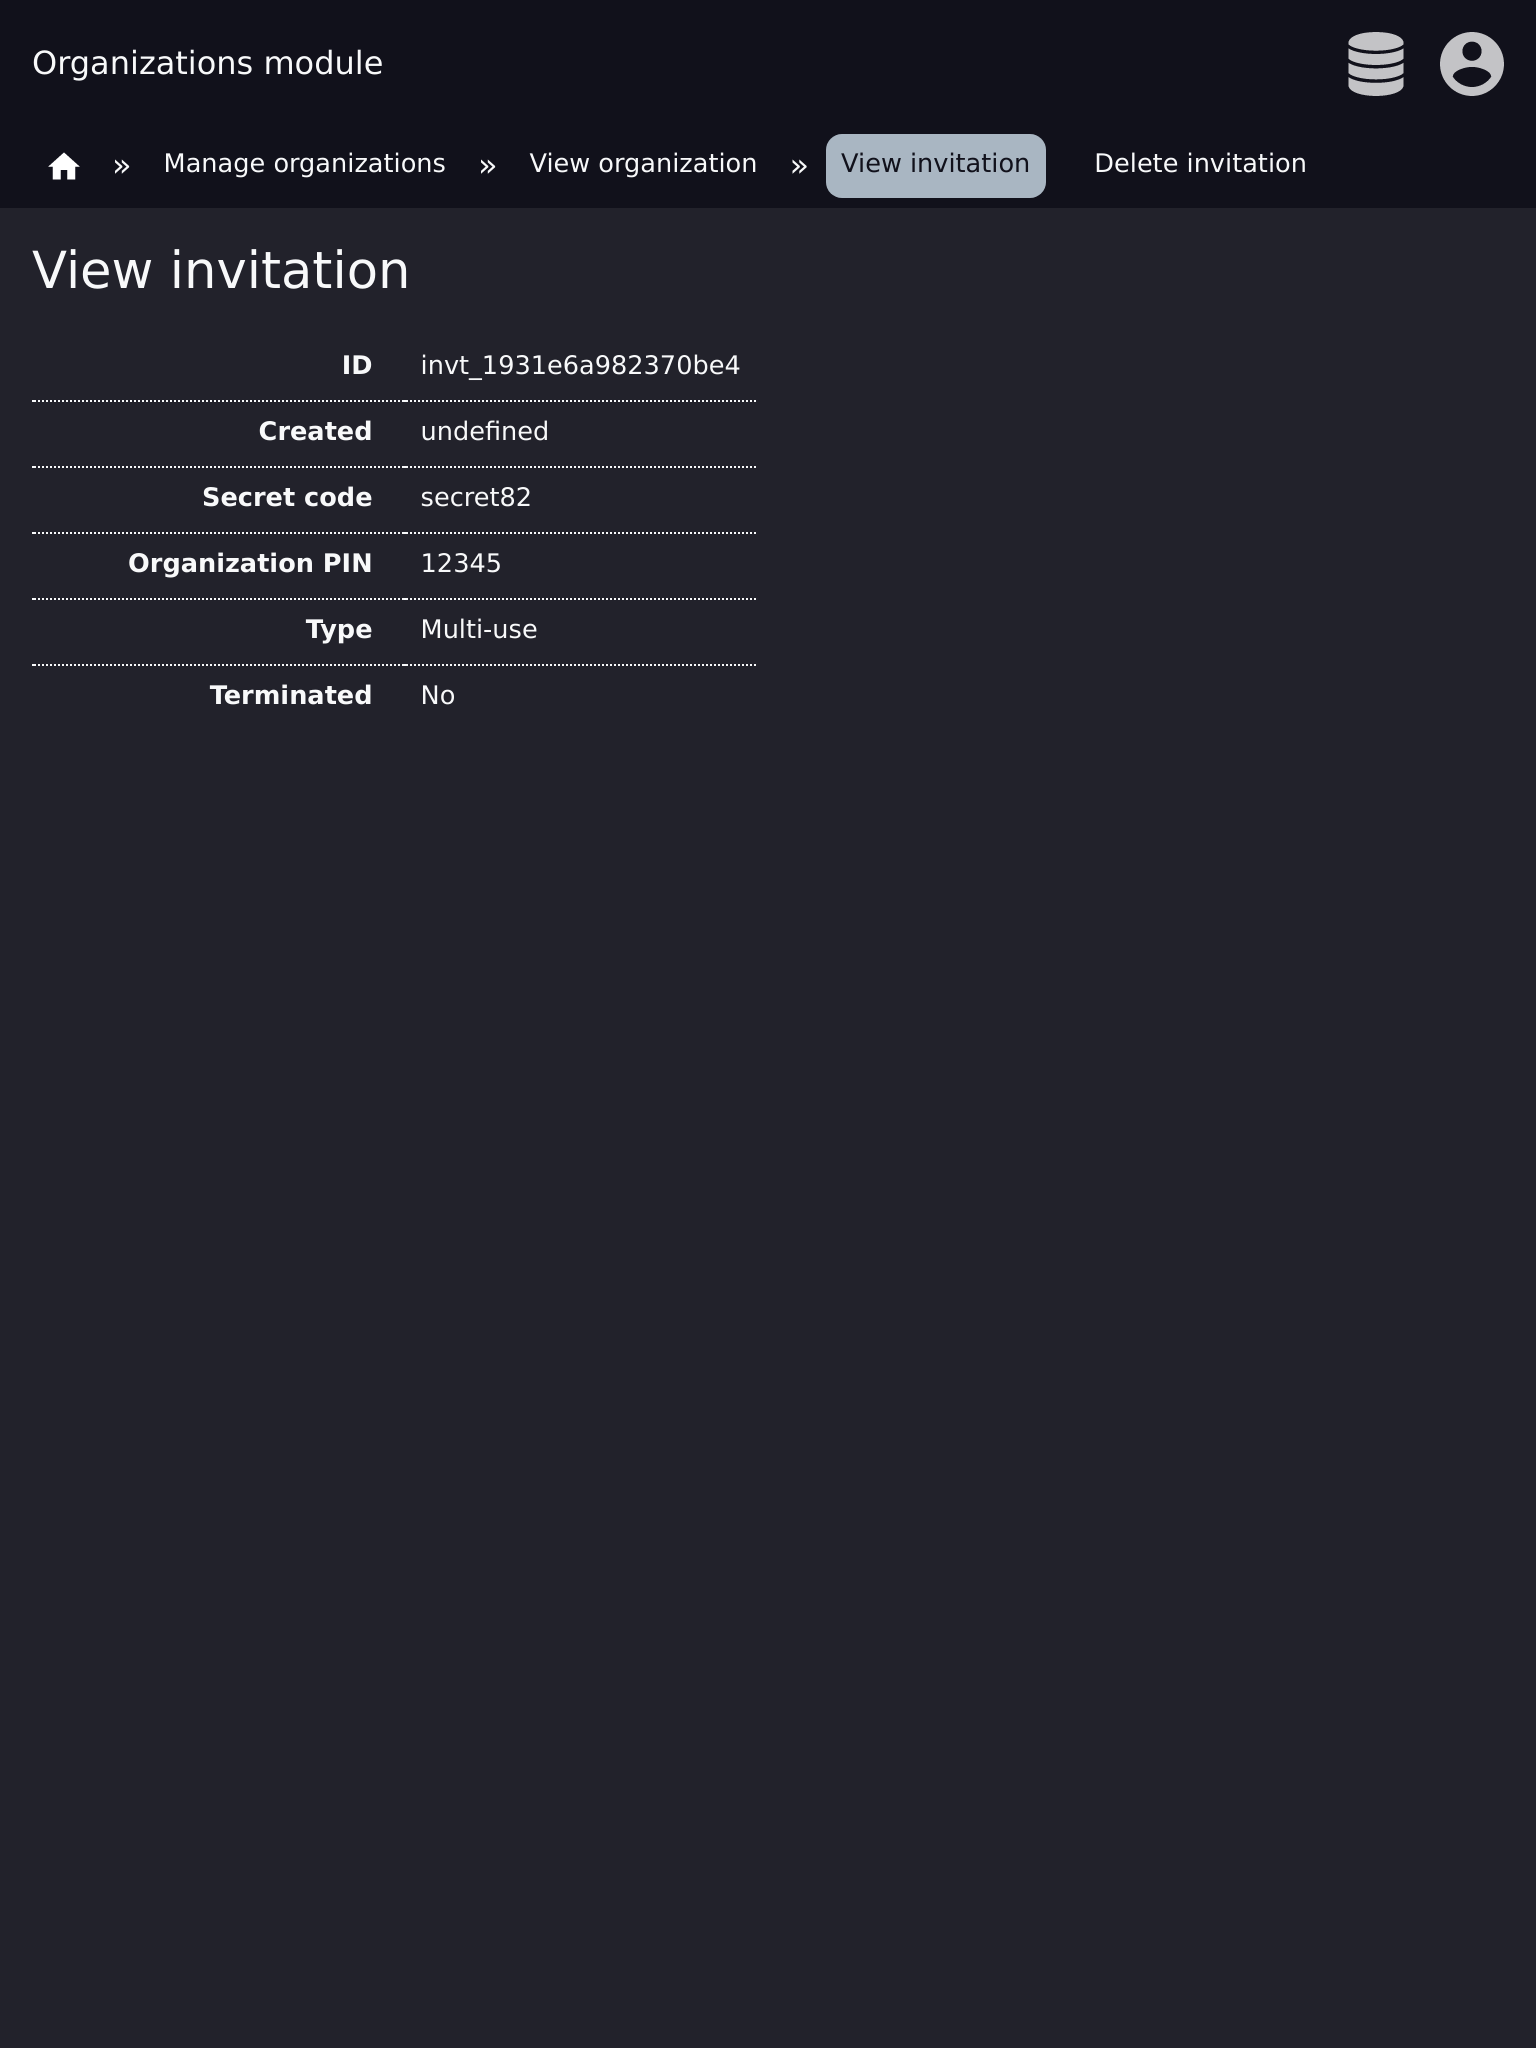 Organizations module
» Manage organizations » View organization » View invitation Delete invitation
View invitation
ID invt_1931e6a982370be4
Created undefined
Secret code secret82
Organization PIN 12345
Type Multi-use
Terminated No